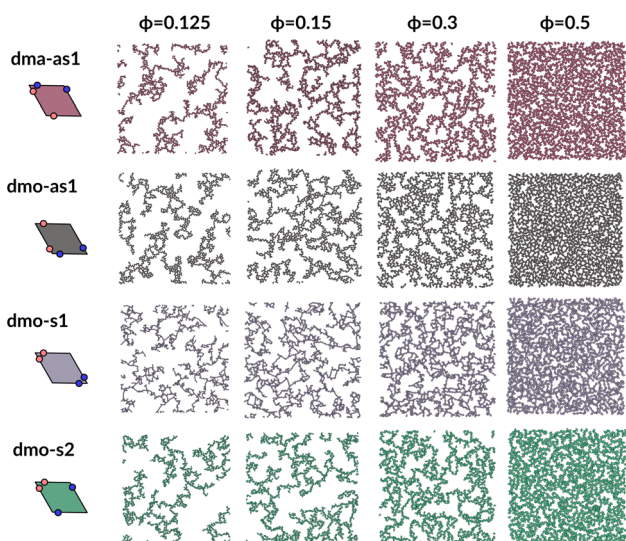 ϕ=0.125 ϕ=0.15 ϕ=0.3 ϕ=0.5
dma-as1
dmo-as1
dmo-s1
dmo-s2